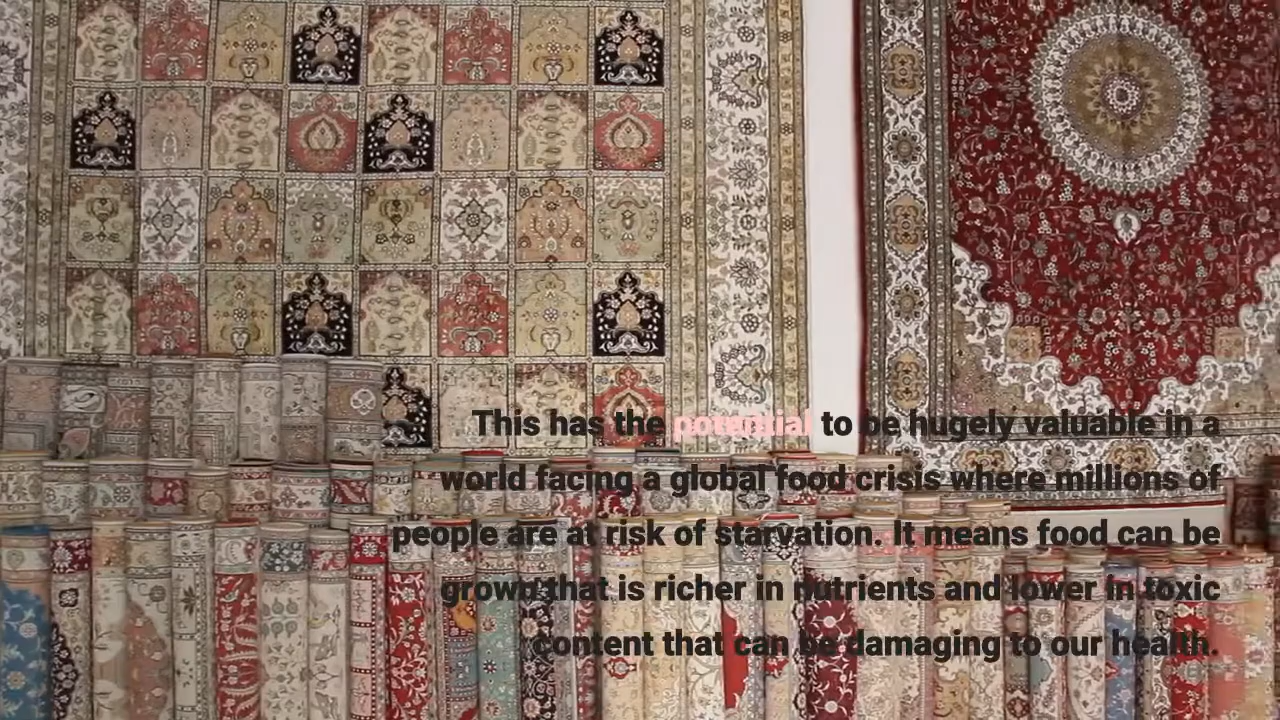 This has the potential to be hugely valuable in a
world facing a global food crisis where millions of
people are at risk of starvation. It means food can be
grown that is richer in nutrients and lower in toxic
content that can be damaging to our health.